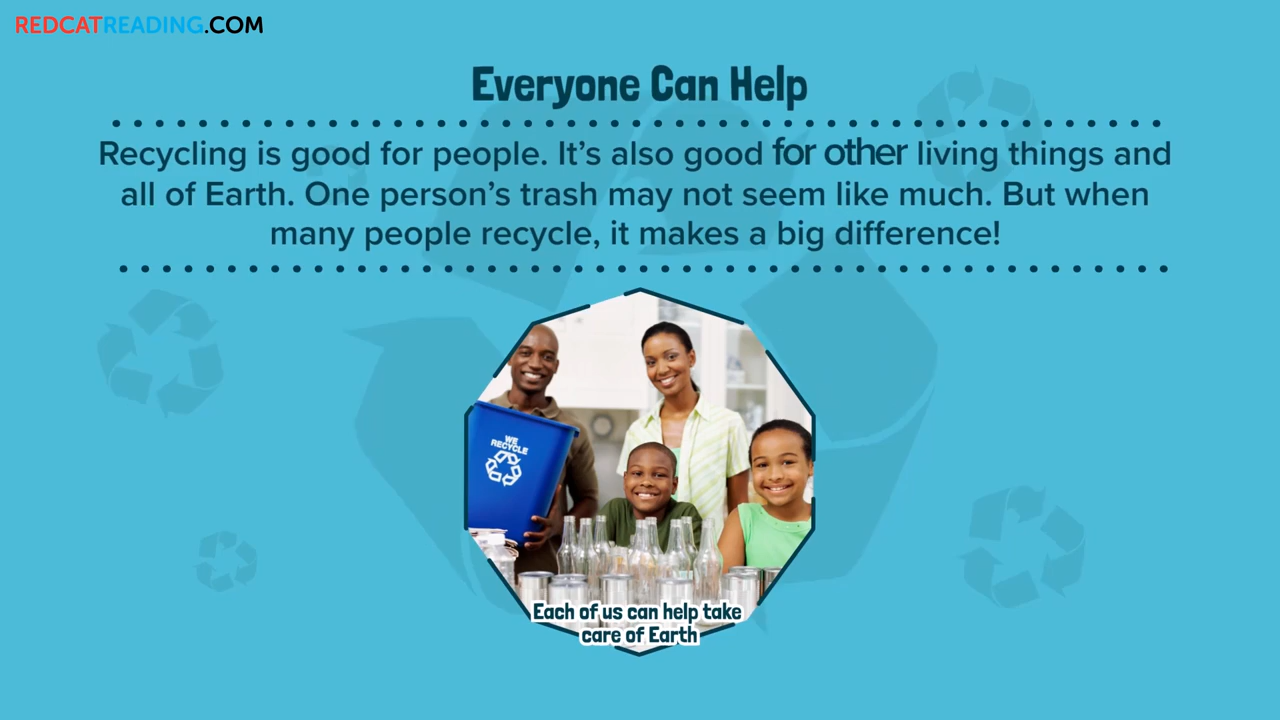 REDCATREADING.COM
Everyone Can Help
Recycling is good for people. It's also good for other living things and
all of Earth. One person's trash may not seem like much. But when
many people recycle, it makes a big difference!
WE
RECYCLE
Each of us can help take
care of Earth